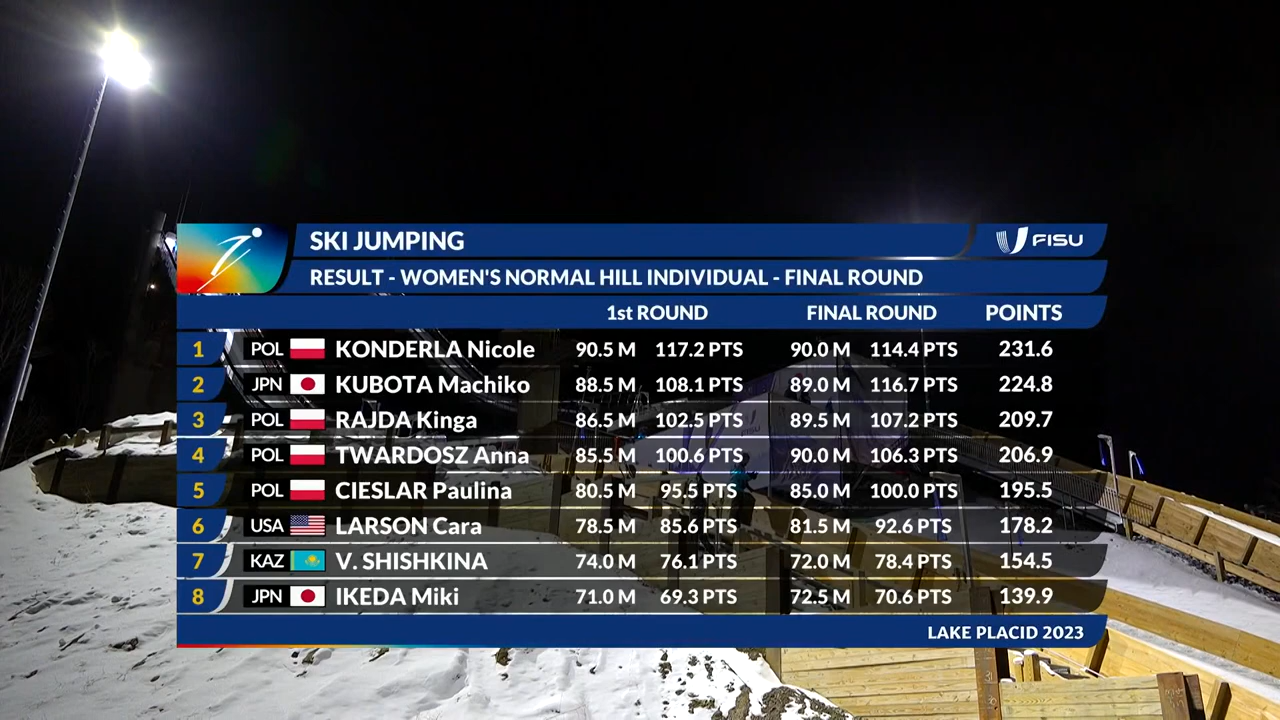 SKI JUMPING FISU
RESULT - WOMEN'S NORMAL HILL INDIVIDUAL - FINAL ROUND
1st ROUND FINAL ROUND POINTS
1 POL KONDERLA Nicole 90.5 M 117.2 PTS 90.0 M 114.4 PTS 231.6
2 JPN KUBOTA Machiko 88.5 M 108.1 PTS 89.0 M 116.7 PTS 224.8
3 POL RAJDA Kinga 86.5 M 102.5 PTS 89.5 M 107.2 PTS 209.7
4 POL TWARDOSZ Anna 85.5 M 100.6 PTS 90.0 M 106.3 PTS 206.9
5 POL CIESLAR Paulina 80.5 M 95.5 PTS 85.0 M 100.0 PTS 195.5
6 USA LARSON Cara 78.5 M 85.6 PTS 81.5 M 92.6 PTS 178.2
7 KAZ V. SHISHKINA 74.0 M 76.1 PTS 72.0 M 78.4 PTS 154.5
8 JPN IKEDA Miki 71.0 M 69.3 PTS 72.5 M 70.6 PTS 139.9
LAKE PLACID 2023